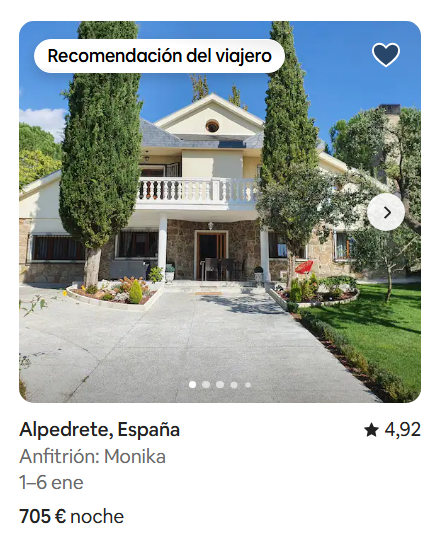 Recomendación del viajero
Alpedrete, España
4,92
Anfitrión: Monika
1–6 ene
705 € noche